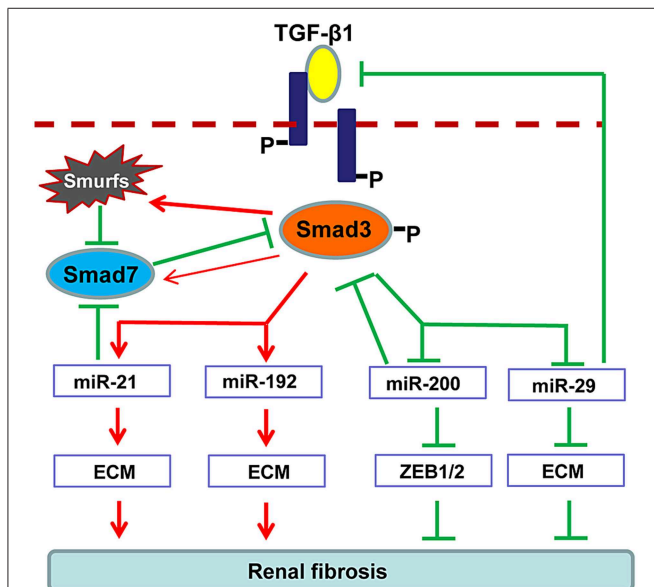 TGF-β1
P
P
Smurfs
Smad3
P
Smad7
miR-21 miR-192 miR-200 miR-29
ECM ECM ZEB1/2 ECM
Renal fibrosis